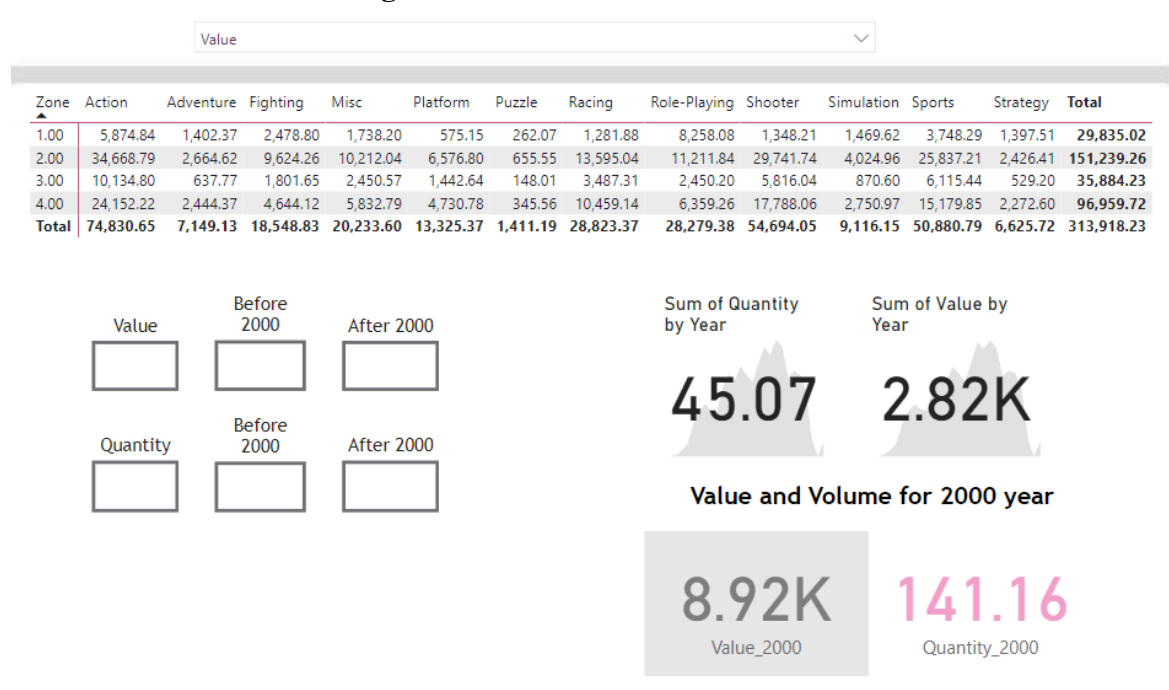 Value
Zone Action Adventure Fighting Misc Platform Puzzle Racing Role-Playing Shooter Simulation Sports Strategy Total
1.00 5,874.84 1,402.37 2,478.80 1,738.20 575.15 262.07 1,281.88 8,258.08 1,348.21 1,469.62 3,748.29 1,397.51 29,835.02
2.00 34,668.79 2,664.62 9,624.26 10,212.04 6,576.80 655.55 13,595.04 11,211.84 29,741.74 4,024.96 25,837.21 2,426.41 151,239.26
3.00 10,134.80 637.77 1,801.65 2,450.57 1,442.64 148.01 3,487.31 2,450.20 5,816.04 870.60 6,115.44 529.20 35,884.23
4.00 24,152.22 2,444.37 4,644.12 5,832.79 4,730.78 345.56 10,459.14 6,359.26 17,788.06 2,750.97 15,179.85 2,272.60 96,959.72
Total 74,830.65 7,149.13 18,548.83 20,233.60 13,325.37 1,411.19 28,823.37 28,279.38 54,694.05 9,116.15 50,880.79 6,625.72 313,918.23
Value
Before
2000
After 2000
Quantity
Before
2000
After 2000
Sum of Quantity
by Year
45.07
Sum of Value by
Year
2.82K
Value and Volume for 2000 year
8.92K
Value_2000
141.16
Quantity_2000